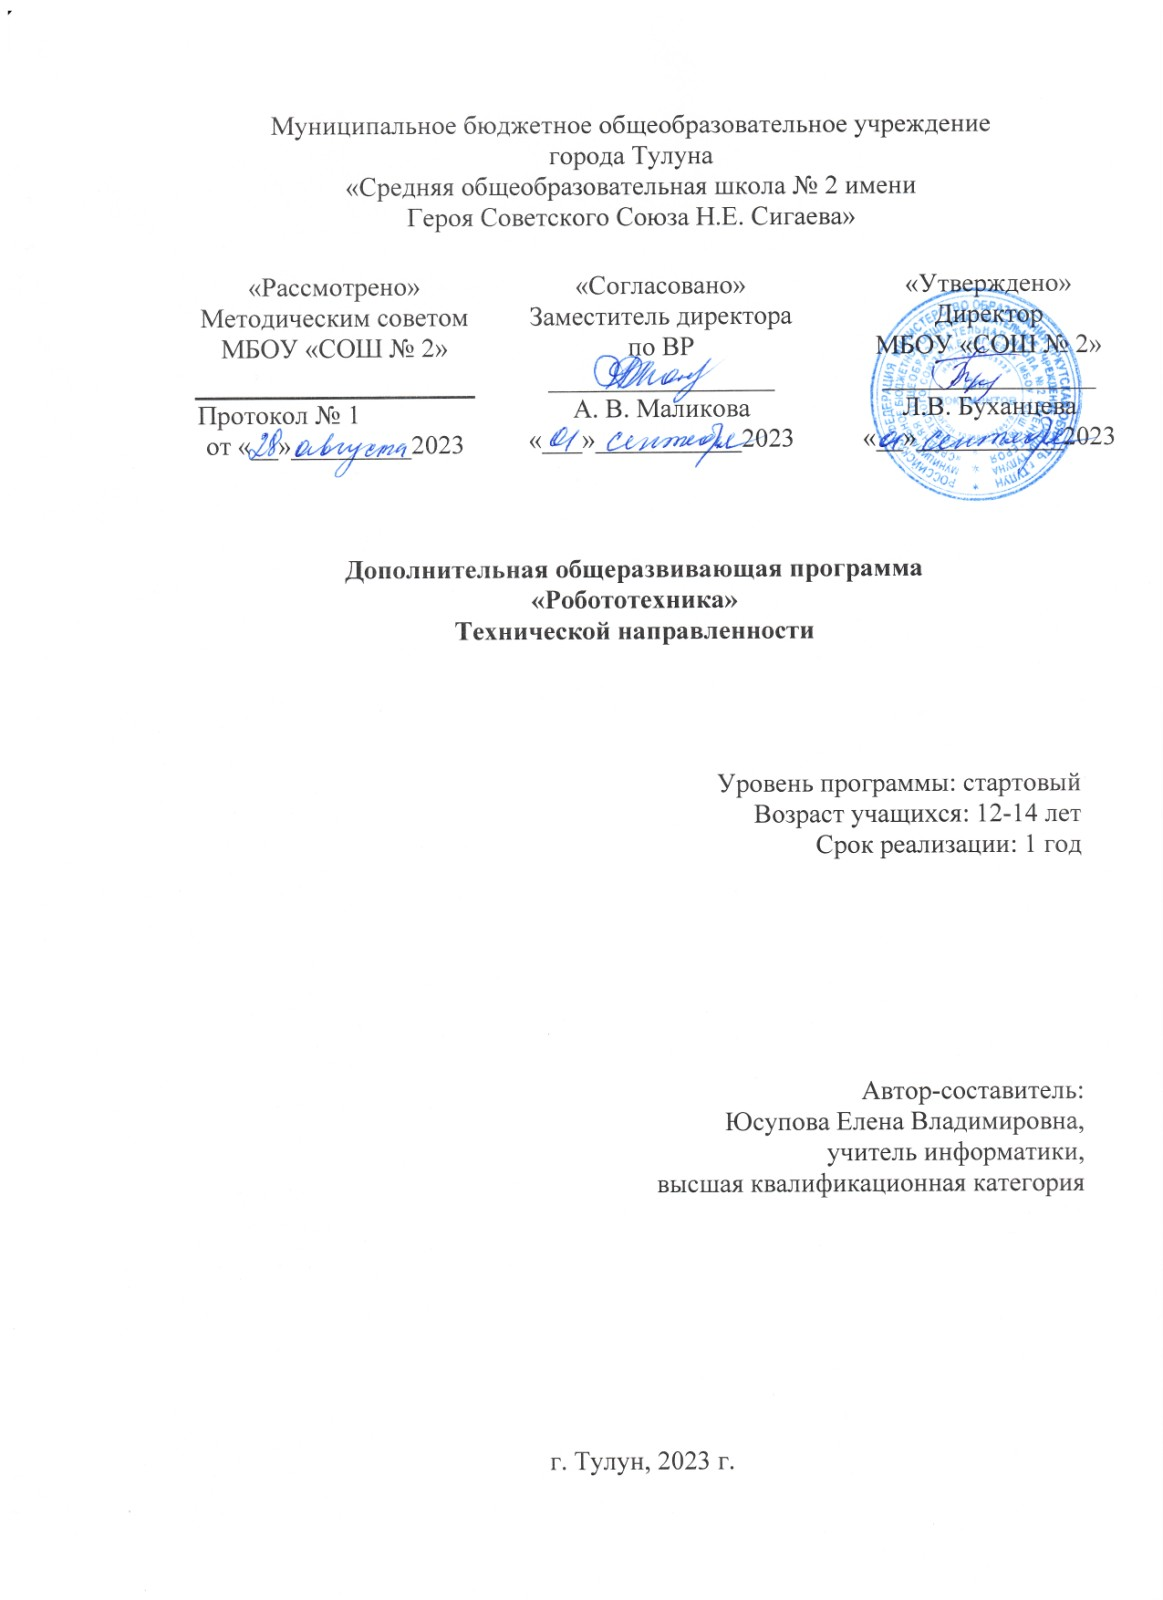 Муниципальное бюджетное общеобразовательное учреждение
города Тулуна
«Средняя общеобразовательная школа № 2 имени
Героя Советского Союза Н.Е. Сигаева»
«Рассмотрено»
Методическим советом
МБОУ «СОШ № 2»
Протокол № 1
от «28» августа 2023
«Согласовано»
Заместитель директора
по ВР
А. В. Маликова
«01» сентября 2023
«Утверждено»
Директор
МБОУ «СОШ № 2»
Л.В. Буханцева
«01» сентября 2023
Дополнительная общеразвивающая программа
«Робототехника»
Технической направленности
Уровень программы: стартовый
Возраст учащихся: 12-14 лет
Срок реализации: 1 год
Автор-составитель:
Юсупова Елена Владимировна,
учитель информатики,
высшая квалификационная категория
г. Тулун, 2023 г.